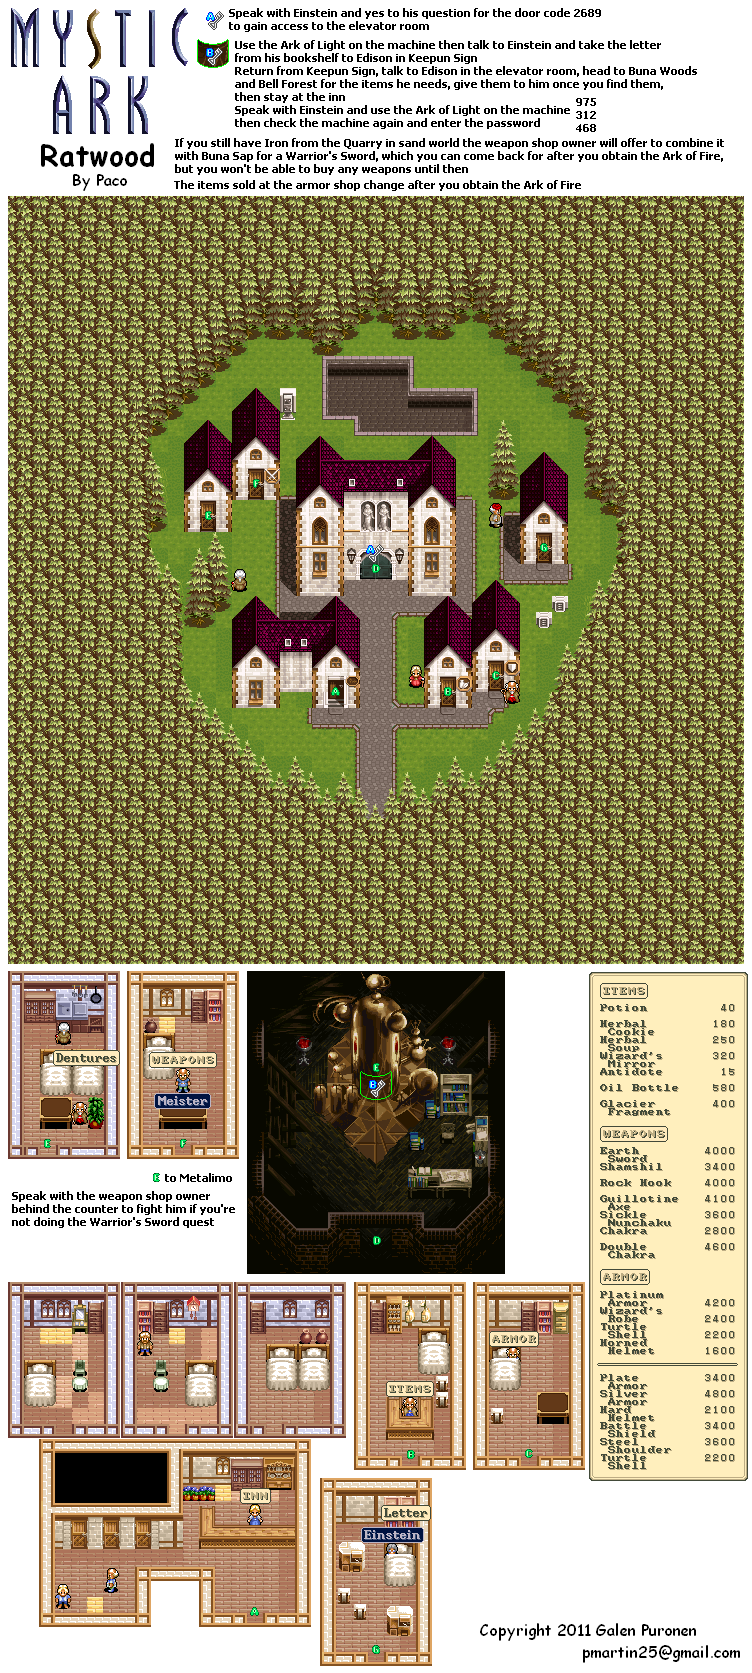 MYSTIC
ARK
Ratwood
By Paco
A Speak with Einstein and yes to his question for the door code 2689
to gain access to the elevator room
B Use the Ark of Light on the machine then talk to Einstein and take the letter
from his bookshelf to Edison in Keepun Sign
Return from Keepun Sign, talk to Edison in the elevator room, head to Buna Woods
and Bell Forest for the items he needs, give them to him once you find them,
then stay at the inn
Speak with Einstein and use the Ark of Light on the machine
then check the machine again and enter the password
975
312
468
If you still have Iron from the Quarry in sand world the weapon shop owner will offer to combine it
with Buna Sap for a Warrior's Sword, which you can come back for after you obtain the Ark of Fire,
but you won't be able to buy any weapons until then
The items sold at the armor shop change after you obtain the Ark of Fire
F
E
A
D
G
A
B
C
Dentures
E
WEAPONS
Meister
F
E
B
D
E to Metalimo
Speak with the weapon shop owner
behind the counter to fight him if you're
not doing the Warrior's Sword quest
ITEMS
B
ARMOR
C
INN
A
Letter
Einstein
G
ITEMS
Potion 40
Herbal 180
Cookie
Herbal 250
Soup
Wizard's 320
Mirror
Antidote 15
Oil Bottle 580
Glacier 400
Fragment
WEAPONS
Earth 4000
Sword
Shamshil 3400
Rock Hook 4000
Guillotine 4100
Axe
Sickle 3600
Nunchaku
Chakra 2800
Double 4600
Chakra
ARMOR
Platinum
Armor 4200
Wizard's
Robe 2400
Turtle
Shell 2200
Horned
Helmet 1600
Plate 3400
Armor
Silver 4800
Armor
Hard 2100
Helmet
Battle 3400
Shield
Steel 3600
Shoulder
Turtle 2200
Shell
Copyright 2011 Galen Puronen
pmartin25@gmail.com